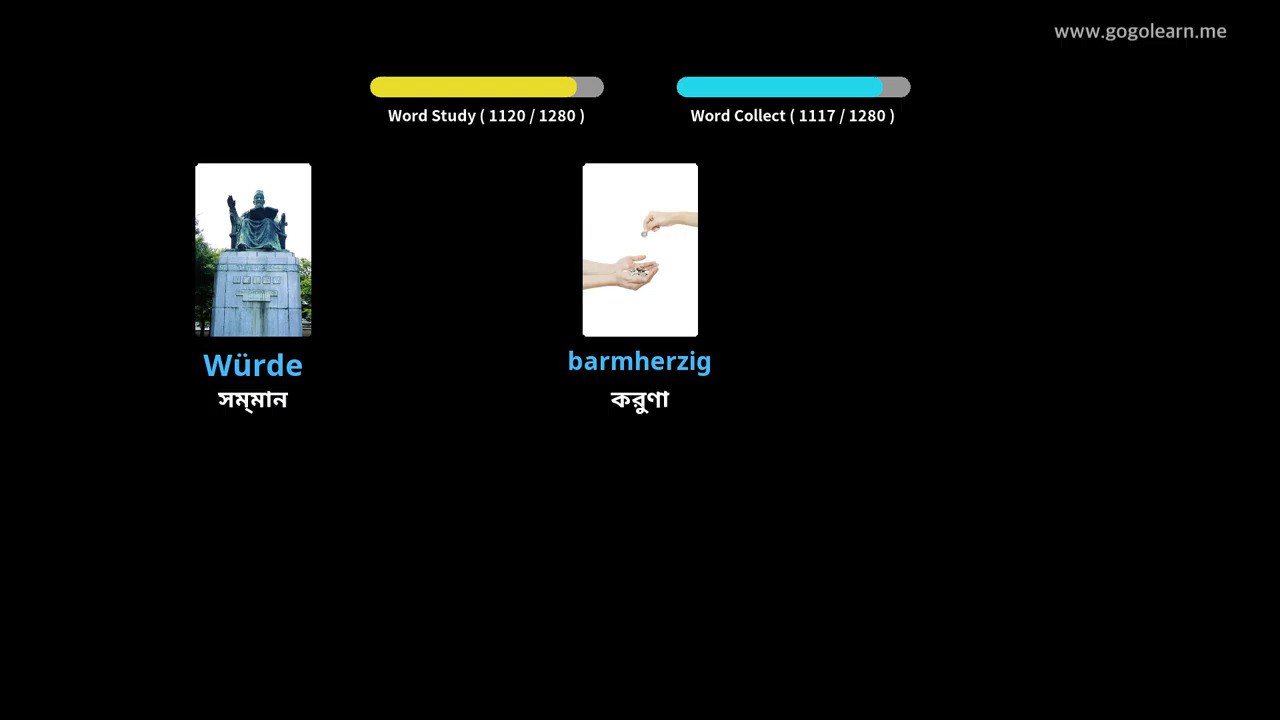 www.gogolearn.me
Word Study ( 1120 / 1280 )
Word Collect ( 1117 / 1280 )
Würde
barmherzig
সম্মান
করুণা